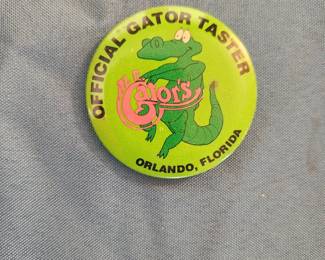 OFFICIAL GATOR TASTER
Gator's
ORLANDO, FLORIDA